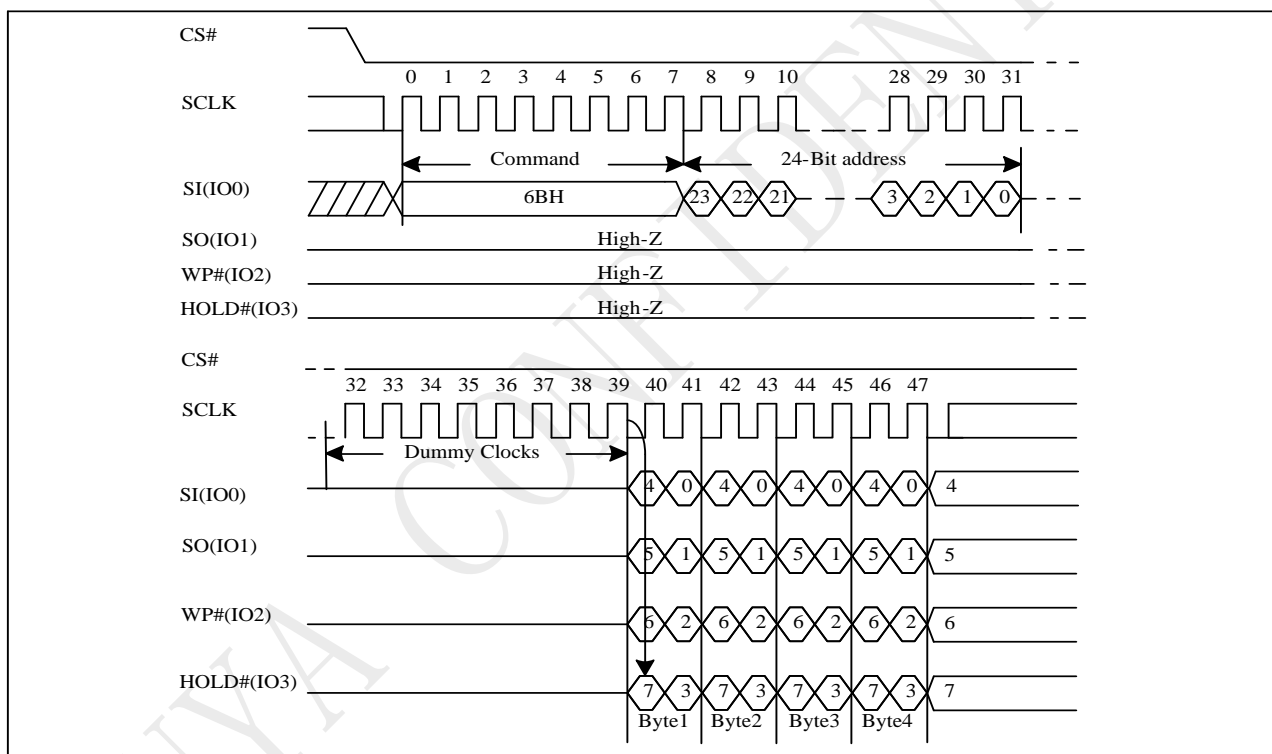 CS#
0 1 2 3 4 5 6 7 8 9 10 28 29 30 31
SCLK
Command 24-Bit address
SI(IO0) 6BH 23 22 21 3 2 1 0
SO(IO1) High-Z
WP#(IO2) High-Z
HOLD#(IO3) High-Z
CS#
32 33 34 35 36 37 38 39 40 41 42 43 44 45 46 47
SCLK
Dummy Clocks
SI(IO0) 4 0 4 0 4 0 4 0 4
SO(IO1) 5 1 5 1 5 1 5 1 5
WP#(IO2) 6 2 6 2 6 2 6 2 6
HOLD#(IO3) 7 3 7 3 7 3 7 3 7
Byte1 Byte2 Byte3 Byte4